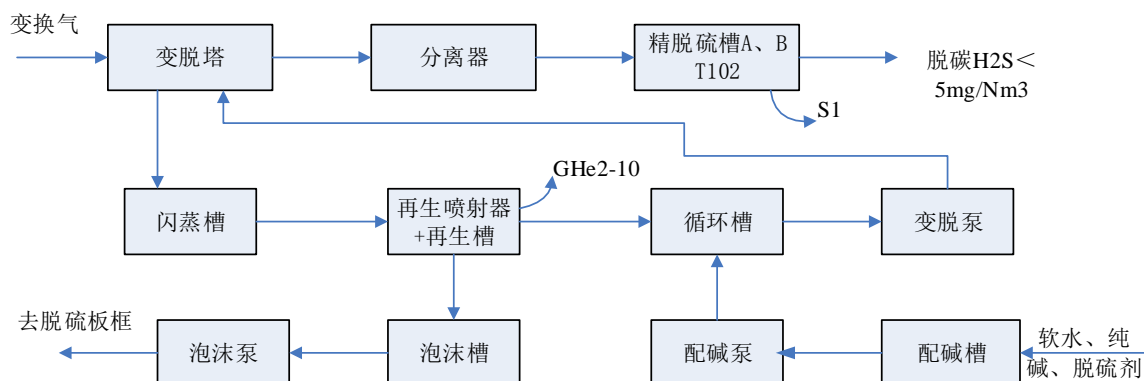 变换气
变脱塔
分离器
精脱硫槽A、B
T102
脱碳H2S＜
5mg/Nm3
S1
GHe2-10
闪蒸槽
再生喷射器
+再生槽
循环槽
变脱泵
去脱硫板框
泡沫泵
泡沫槽
配碱泵
配碱槽
软水、纯
碱、脱硫剂